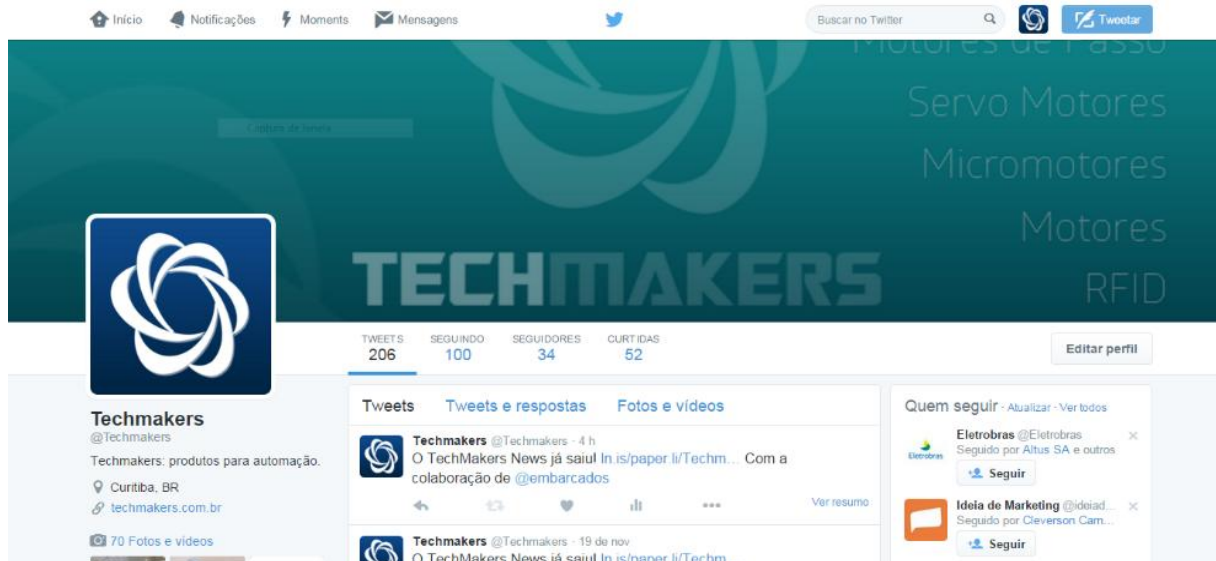 Início Notificações Moments Mensagens Buscar no Twitter Tweetar
Motores de Passo
Servo Motores
Captura de Janela
Micromotores
Motores
TECHMAKERS
RFID
TWEETS SEGUINDO SEGUIDORES CURTIDAS
206 100 34 52
Editar perfil
Techmakers
@Techmakers
Techmakers: produtos para automação.
Curitiba, BR
techmakers.com.br
70 Fotos e vídeos
Tweets Tweets e respostas Fotos e vídeos
Techmakers @Techmakers · 4 h
O TechMakers News já saiu! ln.is/paper.li/Techm... Com a
colaboração de @embarcados
Ver resumo
Techmakers @Techmakers · 19 de nov
O TechMakers News já saiu! ln.is/paper.li/Techm...
Quem seguir · Atualizar · Ver todos
Eletrobras
Eletrobras @Eletrobras
Seguido por Altus SA e outros
Seguir
Ideia de Marketing @ideiad...
Seguido por Cleverson Cam...
Seguir